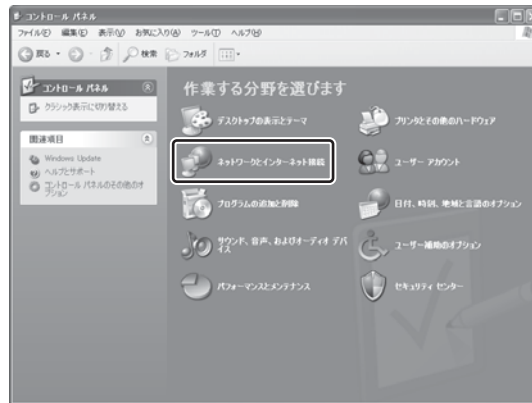 コントロール パネル
ファイル(F) 編集(E) 表示(V) お気に入り(A) ツール(T) ヘルプ(H)
戻る 検索 フォルダ
コントロール パネル
クラシック表示に切り替える
関連項目
Windows Update
ヘルプとサポート
コントロール パネルのその他のオ
プション
作業する分野を選びます
デスクトップの表示とテーマ
プリンタとその他のハードウェア
ネットワークとインターネット接続
ユーザー アカウント
プログラムの追加と削除
日付、時刻、地域と言語のオプション
サウンド、音声、およびオーディオ デバ
イス
ユーザー補助のオプション
パフォーマンスとメンテナンス
セキュリティ センター